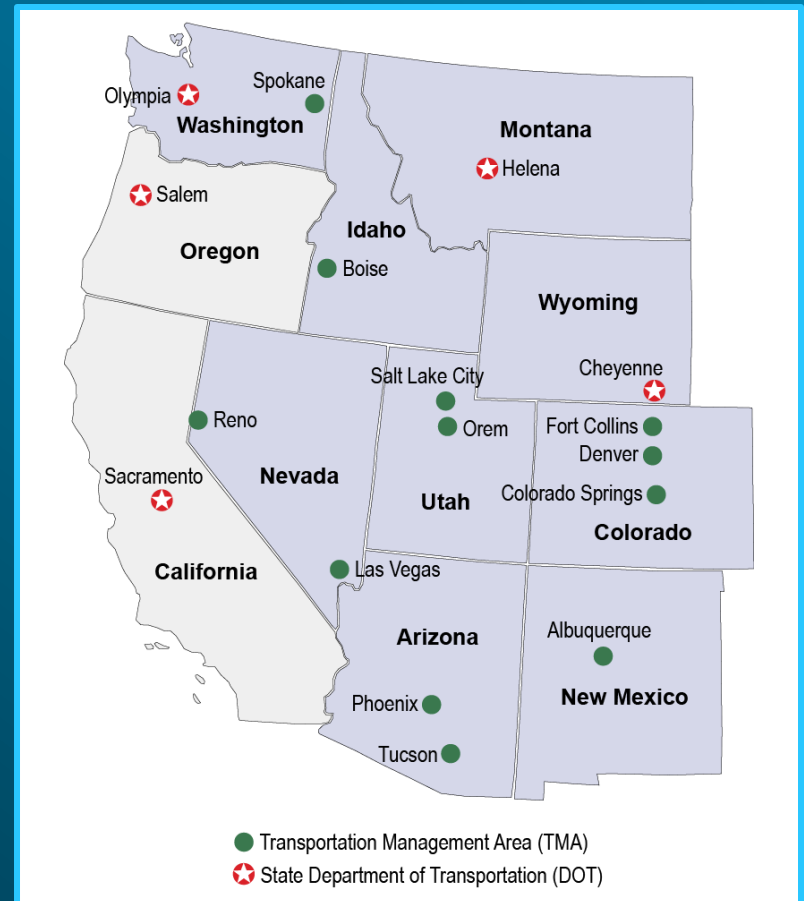 Spokane
Olympia
Washington
Montana
Helena
Salem
Idaho
Oregon
Boise
Wyoming
Cheyenne
Salt Lake City
Reno
Orem
Fort Collins
Denver
Sacramento
Nevada
Colorado Springs
Utah
Colorado
California
Las Vegas
Arizona
Albuquerque
New Mexico
Phoenix
Tucson
Transportation Management Area (TMA)
State Department of Transportation (DOT)